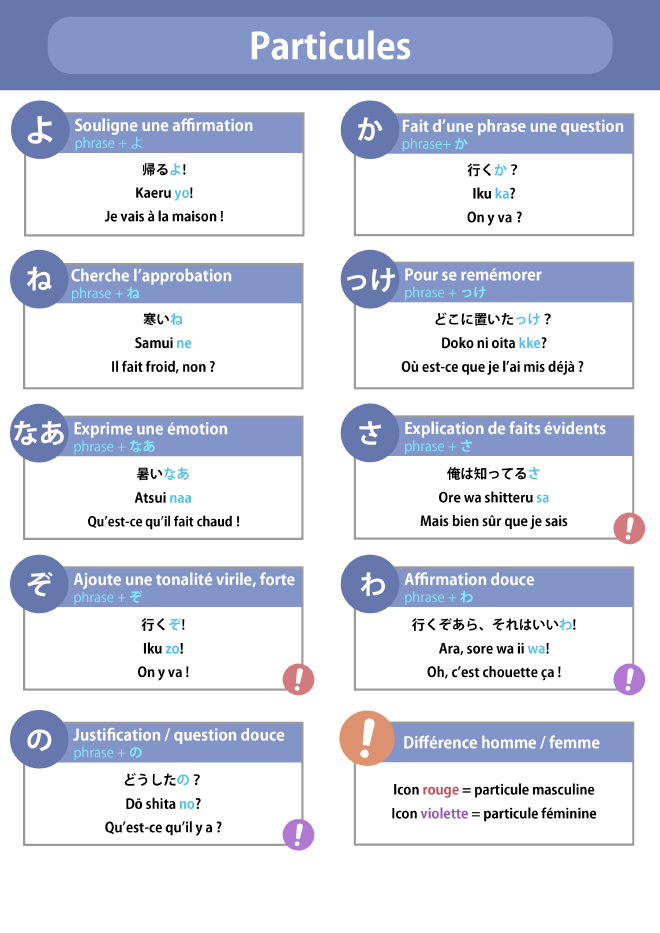 Particules
よ
Souligne une affirmation
phrase + よ
帰るよ!
Kaeru yo!
Je vais à la maison !
か
Fait d'une phrase une question
phrase+ か
行くか？
Iku ka?
On y va ?
ね
Cherche l'approbation
phrase + ね
寒いね
Samui ne
Il fait froid, non ?
っけ
Pour se remémorer
phrase + っけ
どこに置いたっけ？
Doko ni oita kke?
Où est-ce que je l'ai mis déjà ?
なあ
Exprime une émotion
phrase + なあ
暑いなあ
Atsui naa
Qu'est-ce qu'il fait chaud !
さ
Explication de faits évidents
phrase + さ
俺は知ってるさ
Ore wa shitteru sa
Mais bien sûr que je sais
!
ぞ
Ajoute une tonalité virile, forte
phrase + ぞ
行くぞ!
Iku zo!
On y va !
!
わ
Affirmation douce
phrase + わ
行くぞあら、それはいいわ!
Ara, sore wa ii wa!
Oh, c'est chouette ça !
!
の
Justification / question douce
phrase + の
どうしたの？
Dō shita no?
Qu'est-ce qu'il y a ?
!
!
Différence homme / femme
Icon rouge = particule masculine
Icon violette = particule féminine